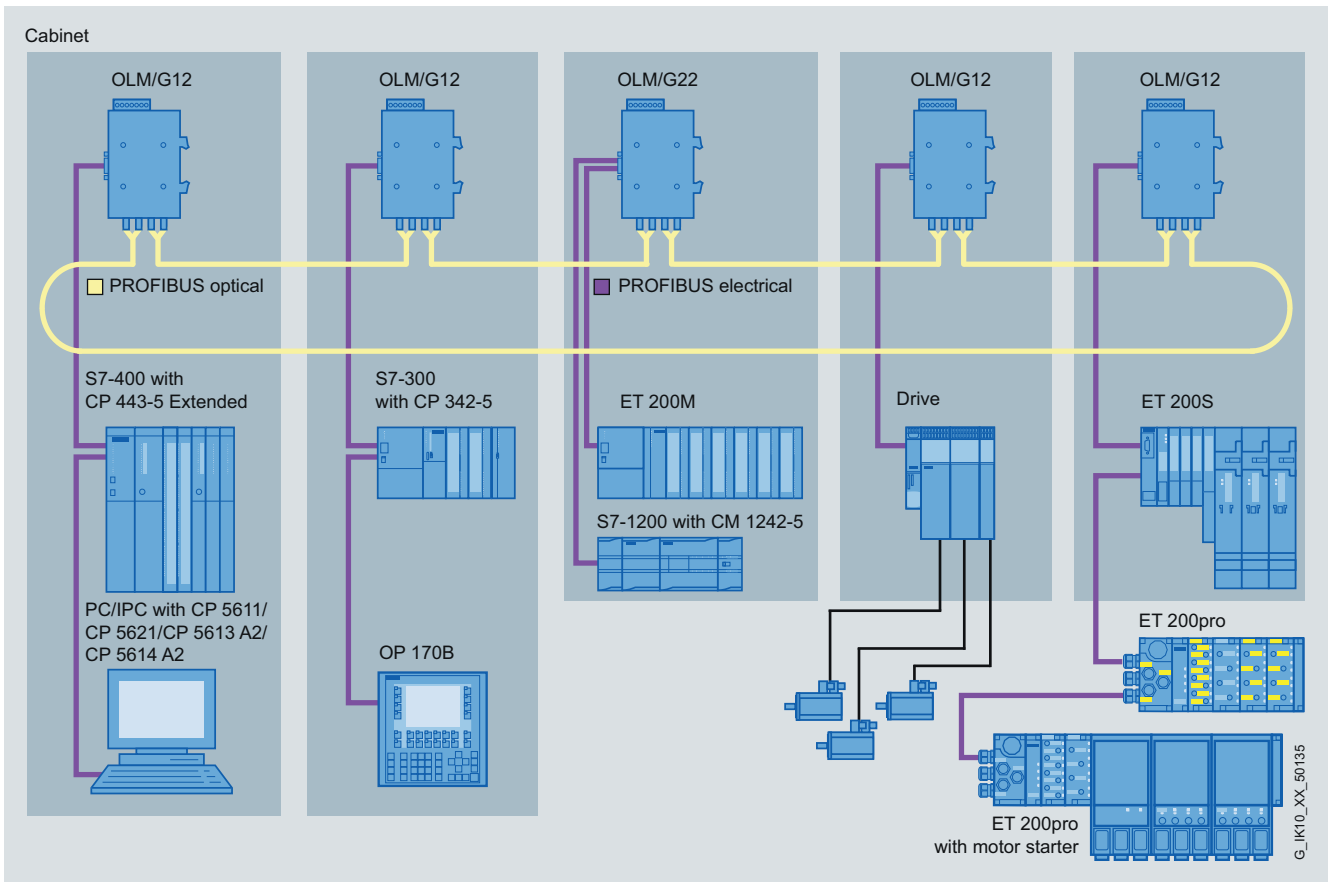 Cabinet
OLM/G12
OLM/G12
OLM/G22
OLM/G12
OLM/G12
PROFIBUS optical
PROFIBUS electrical
S7-400 with
CP 443-5 Extended
S7-300
with CP 342-5
ET 200M
Drive
ET 200S
S7-1200 with CM 1242-5
PC/IPC with CP 5611/
CP 5621/CP 5613 A2/
CP 5614 A2
OP 170B
ET 200pro
ET 200pro
with motor starter
G_IK10_XX_50135